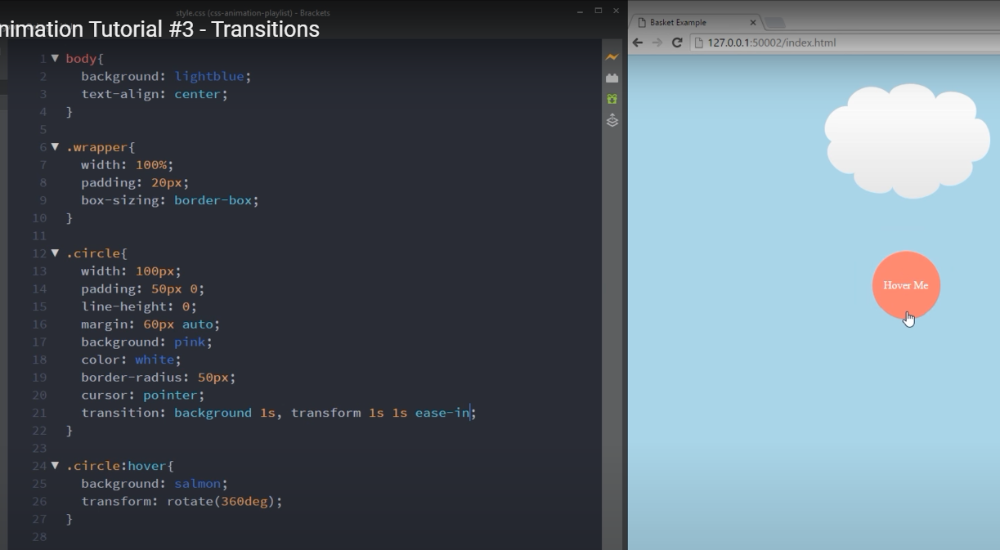 style.css (css-animation-playlist) - Brackets
nimation Tutorial #3 - Transitions
1 body{
2 background: lightblue;
3 text-align: center;
4 }
5
6 .wrapper{
7 width: 100%;
8 padding: 20px;
9 box-sizing: border-box;
10 }
11
12 .circle{
13 width: 100px;
14 padding: 50px 0;
15 line-height: 0;
16 margin: 60px auto;
17 background: pink;
18 color: white;
19 border-radius: 50px;
20 cursor: pointer;
21 transition: background 1s, transform 1s 1s ease-in;
22 }
23
24 .circle:hover{
25 background: salmon;
26 transform: rotate(360deg);
27 }
28
Basket Example
127.0.0.1:50002/index.html
Hover Me